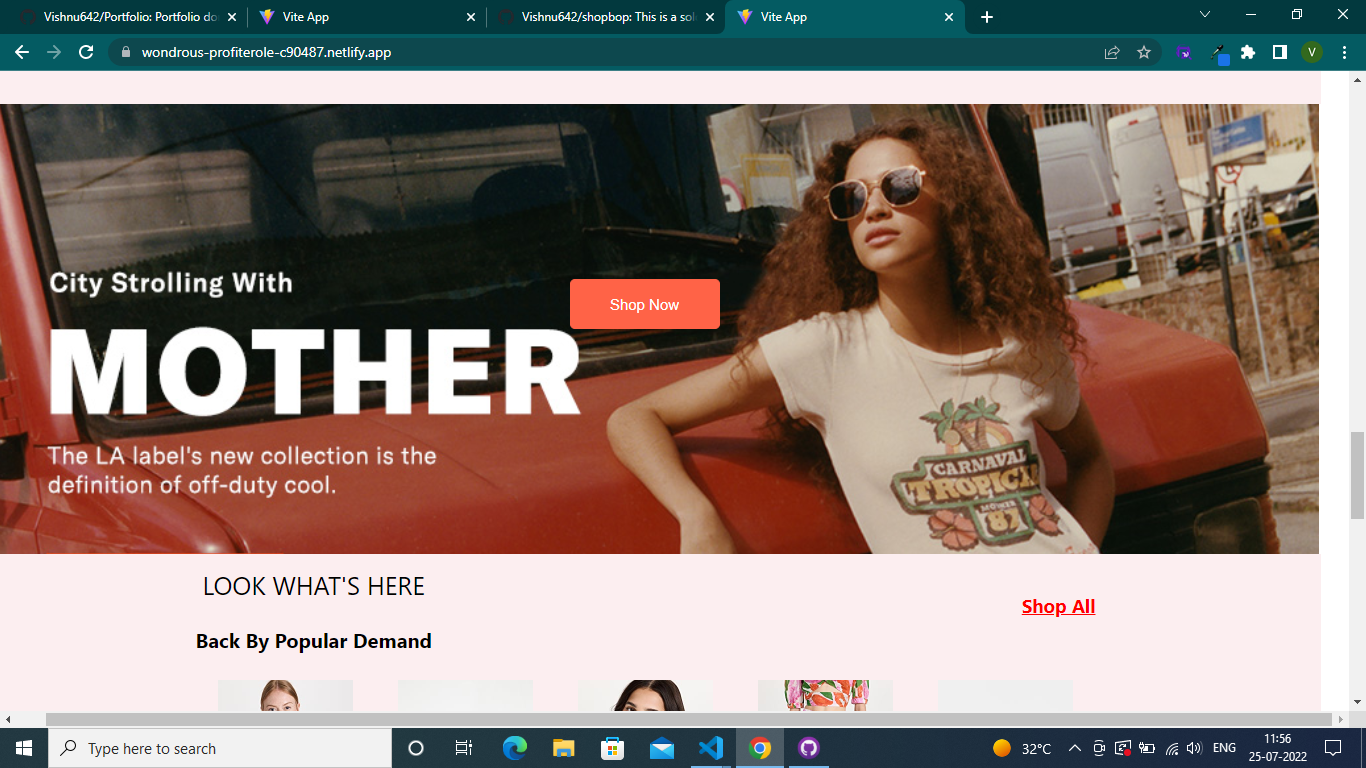 Vishnu642/Portfolio: Portfolio do
Vite App
Vishnu642/shopbop: This is a solo
Vite App
wondrous-profiterole-c90487.netlify.app
V
City Strolling With
Shop Now
MOTHER
The LA label's new collection is the
definition of off-duty cool.
CARNAVAL
TROPICAL
MOTHER
87
LOOK WHAT'S HERE
Shop All
Back By Popular Demand
Type here to search
32°C
ENG
11:56
25-07-2022